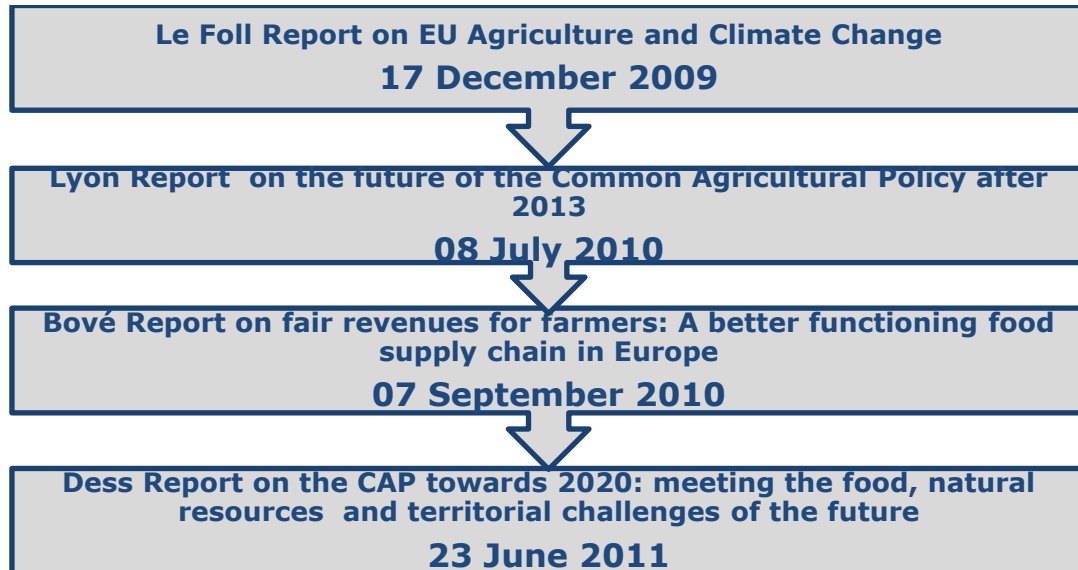 Le Foll Report on EU Agriculture and Climate Change
17 December 2009
Lyon Report on the future of the Common Agricultural Policy after
2013
08 July 2010
Bové Report on fair revenues for farmers: A better functioning food
supply chain in Europe
07 September 2010
Dess Report on the CAP towards 2020: meeting the food, natural
resources and territorial challenges of the future
23 June 2011